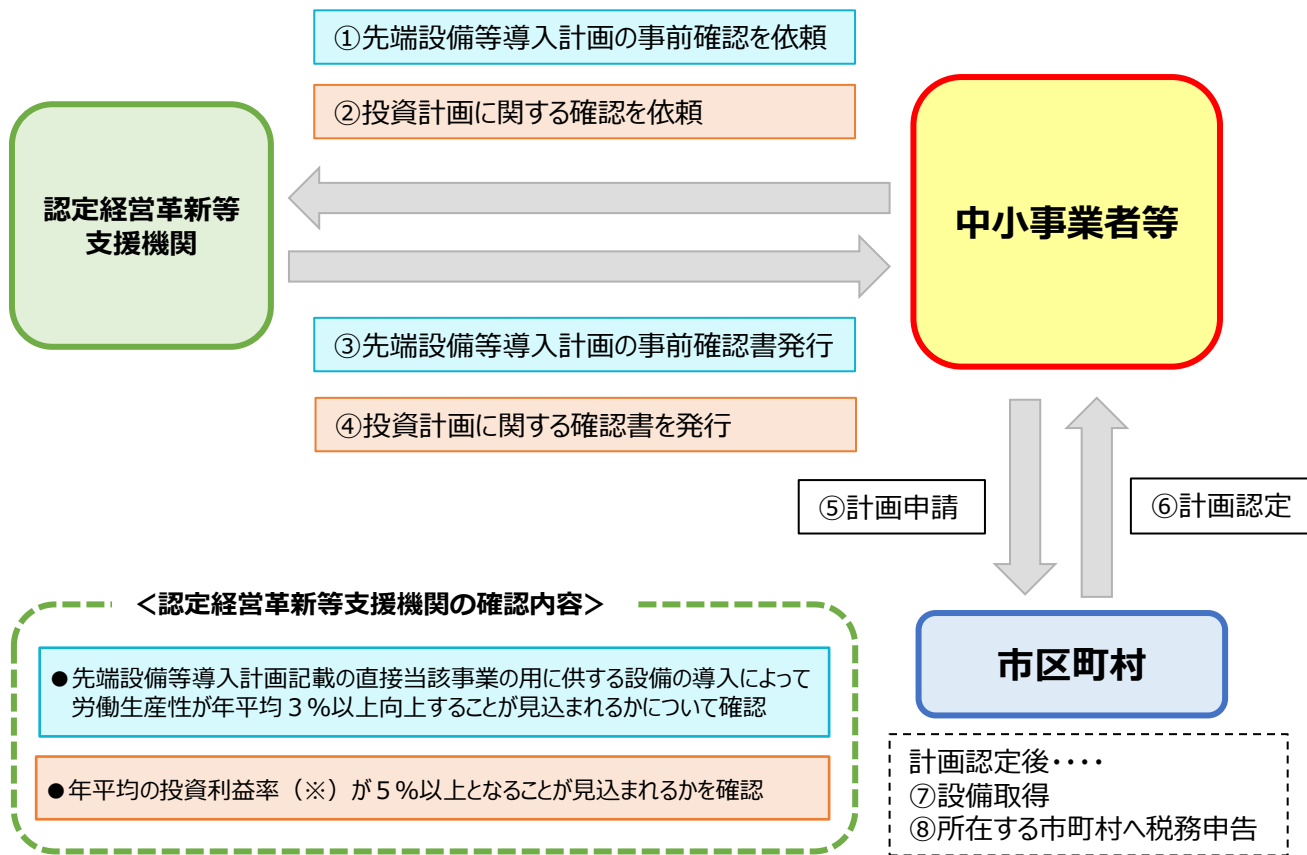 ①先端設備等導入計画の事前確認を依頼
②投資計画に関する確認を依頼
認定経営革新等
支援機関
中小事業者等
③先端設備等導入計画の事前確認書発行
④投資計画に関する確認書を発行
⑤計画申請
⑥計画認定
<認定経営革新等支援機関の確認内容>
●先端設備等導入計画記載の直接当該事業の用に供する設備の導入によって
労働生産性が年平均3%以上向上することが見込まれるかについて確認
●年平均の投資利益率(※)が5%以上となることが見込まれるかを確認
市区町村
計画認定後・・・・
⑦設備取得
⑧所在する市町村へ税務申告